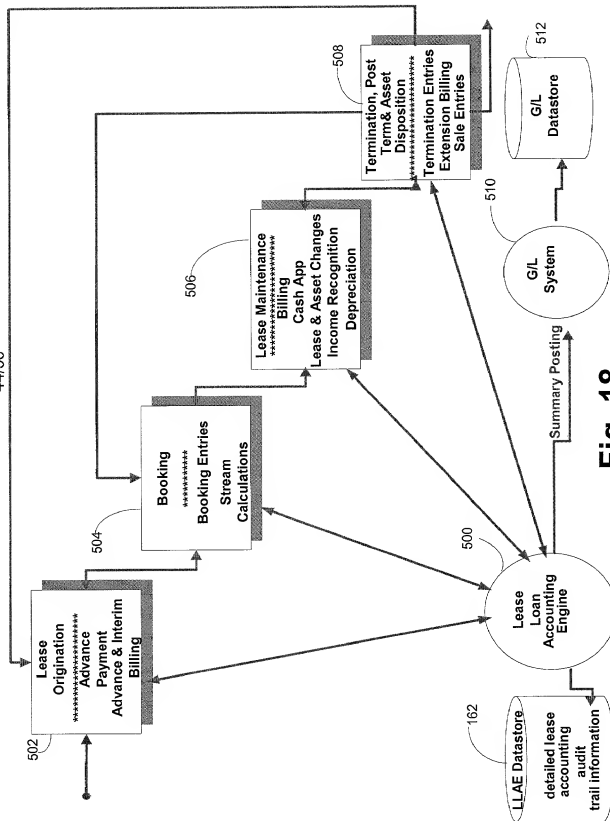 502
Lease
Origination
**********************
Advance
Payment
Advance & Interim
Billing
504
Booking
***********
Booking Entries
Stream
Calculations
506
Lease Maintenance
**********************
Billing
Cash App
Lease & Asset Changes
Income Recognition
Depreciation
508
Termination, Post
Term& Asset
Disposition
**********************
Termination Entries
Extension Billing
Sale Entries
162
LLAE Datastore
detailed lease
accounting
audit
trail information
500
Lease
Loan
Accounting
Engine
Summary Posting
510
G/L
System
512
G/L
Datastore
Fig. 18